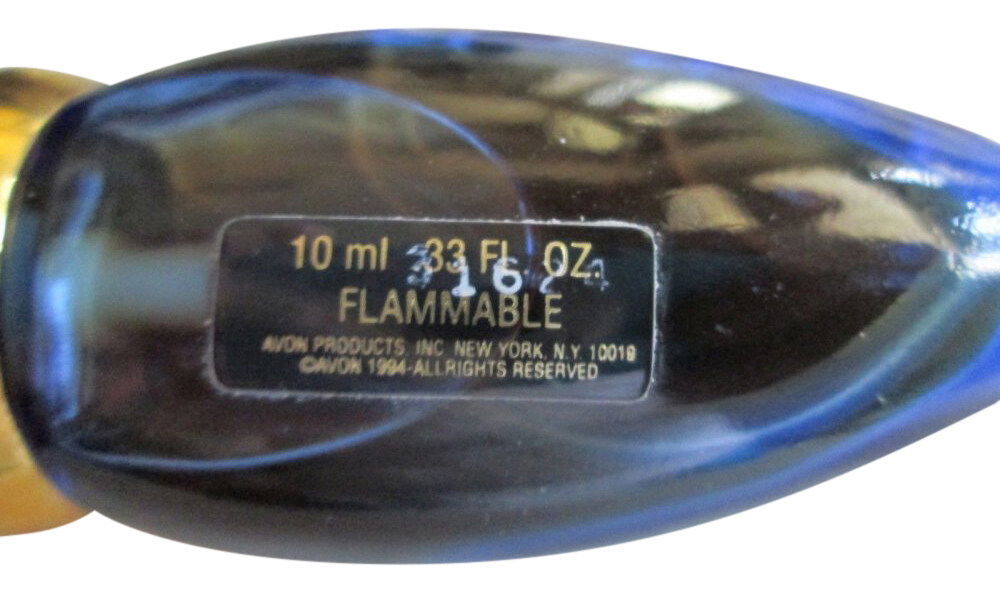 10 ml .33 FL. OZ.
FLAMMABLE
AVON PRODUCTS, INC. NEW YORK, N.Y. 10019
©AVON 1994-ALLRIGHTS RESERVED